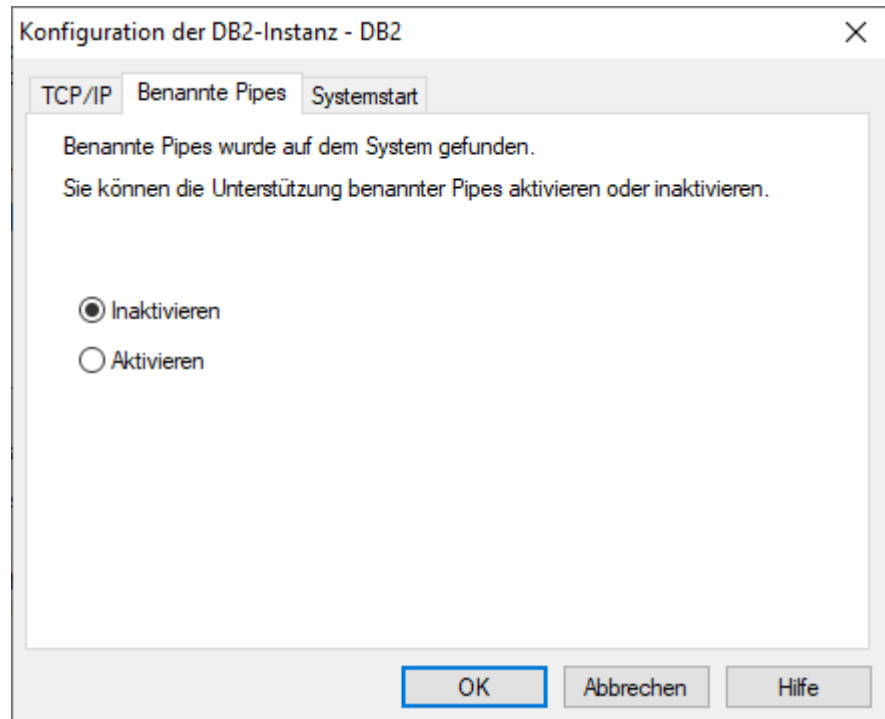 Konfiguration der DB2-Instanz - DB2
TCP/IP Benannte Pipes Systemstart
Benannte Pipes wurde auf dem System gefunden.
Sie können die Unterstützung benannter Pipes aktivieren oder inaktivieren.
Inaktivieren
Aktivieren
OK Abbrechen Hilfe